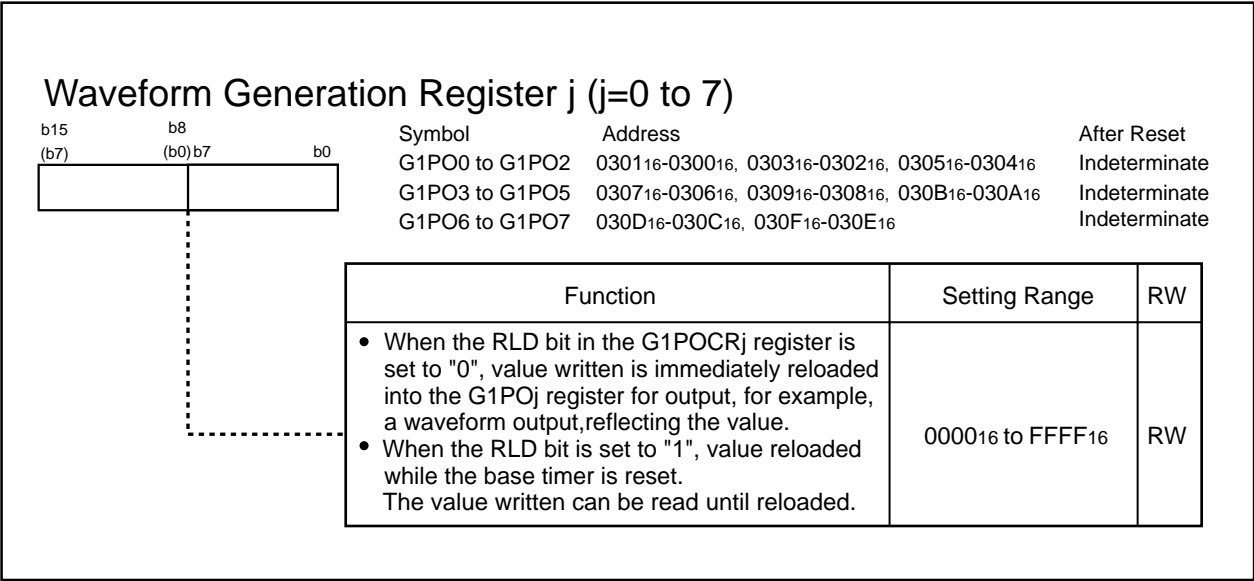 Waveform Generation Register j (j=0 to 7)
b15 b8
(b7) (b0) b7 b0
Symbol Address After Reset
G1PO0 to G1PO2 030116-030016, 030316-030216, 030516-030416 Indeterminate
G1PO3 to G1PO5 030716-030616, 030916-030816, 030B16-030A16 Indeterminate
G1PO6 to G1PO7 030D16-030C16, 030F16-030E16 Indeterminate
Function Setting Range RW
• When the RLD bit in the G1POCRj register is
set to "0", value written is immediately reloaded
into the G1POj register for output, for example,
a waveform output,reflecting the value.
• When the RLD bit is set to "1", value reloaded
while the base timer is reset.
The value written can be read until reloaded.
000016 to FFFF16 RW